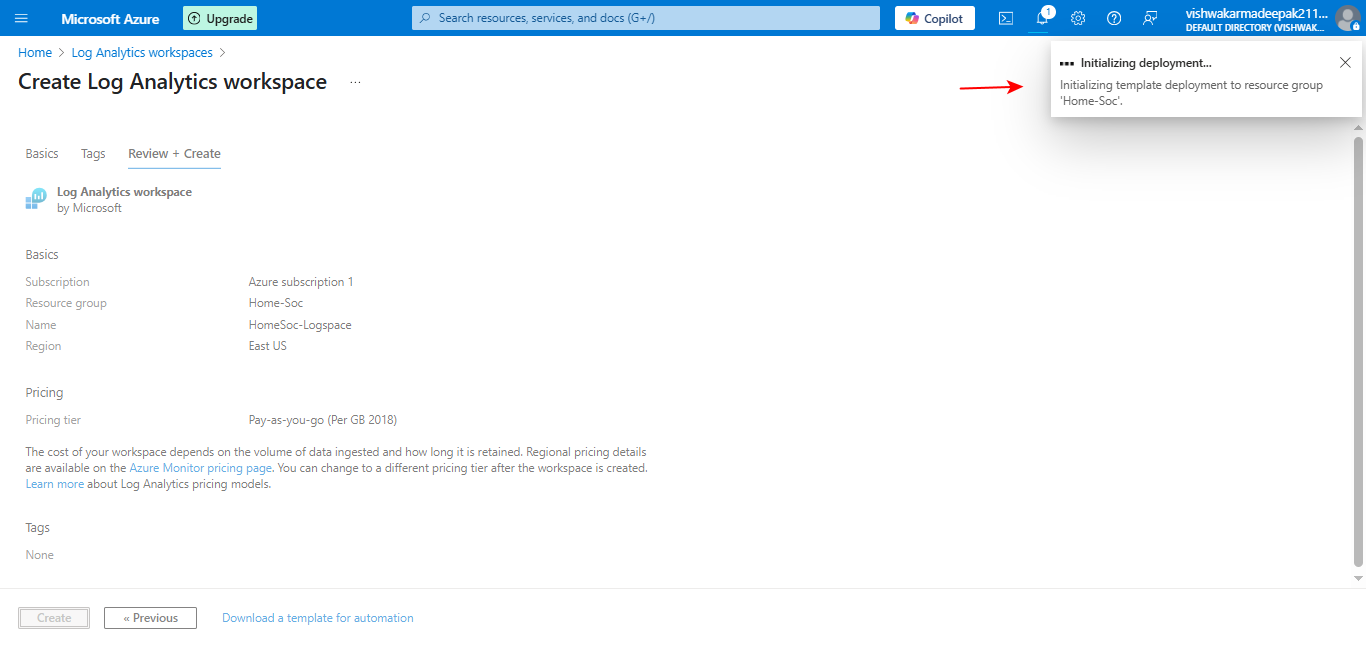 Microsoft Azure
Upgrade
Search resources, services, and docs (G+/)
Copilot
1
vishwakarmadeepak211...
DEFAULT DIRECTORY (VISHWAK...
Home > Log Analytics workspaces >
Create Log Analytics workspace ...
Initializing deployment...
Initializing template deployment to resource group
'Home-Soc'.
Basics Tags Review + Create
Log Analytics workspace
by Microsoft
Basics
Subscription Azure subscription 1
Resource group Home-Soc
Name HomeSoc-Logspace
Region East US
Pricing
Pricing tier Pay-as-you-go (Per GB 2018)
The cost of your workspace depends on the volume of data ingested and how long it is retained. Regional pricing details
are available on the Azure Monitor pricing page. You can change to a different pricing tier after the workspace is created.
Learn more about Log Analytics pricing models.
Tags
None
Create « Previous Download a template for automation